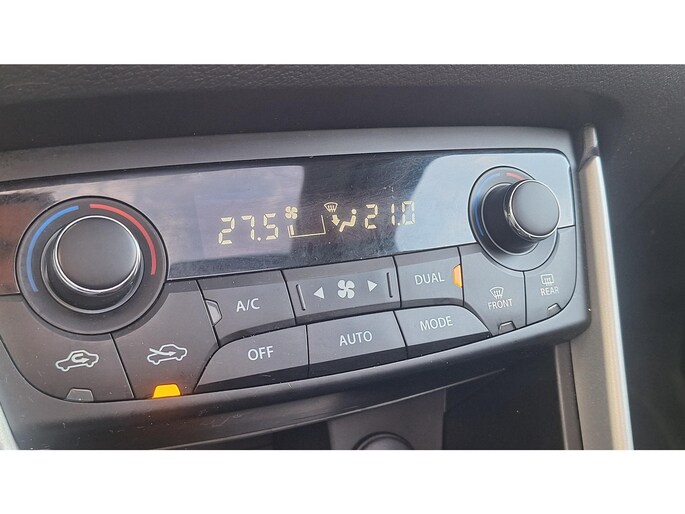 27.5 21.0
A/C
DUAL
FRONT
REAR
OFF
AUTO
MODE